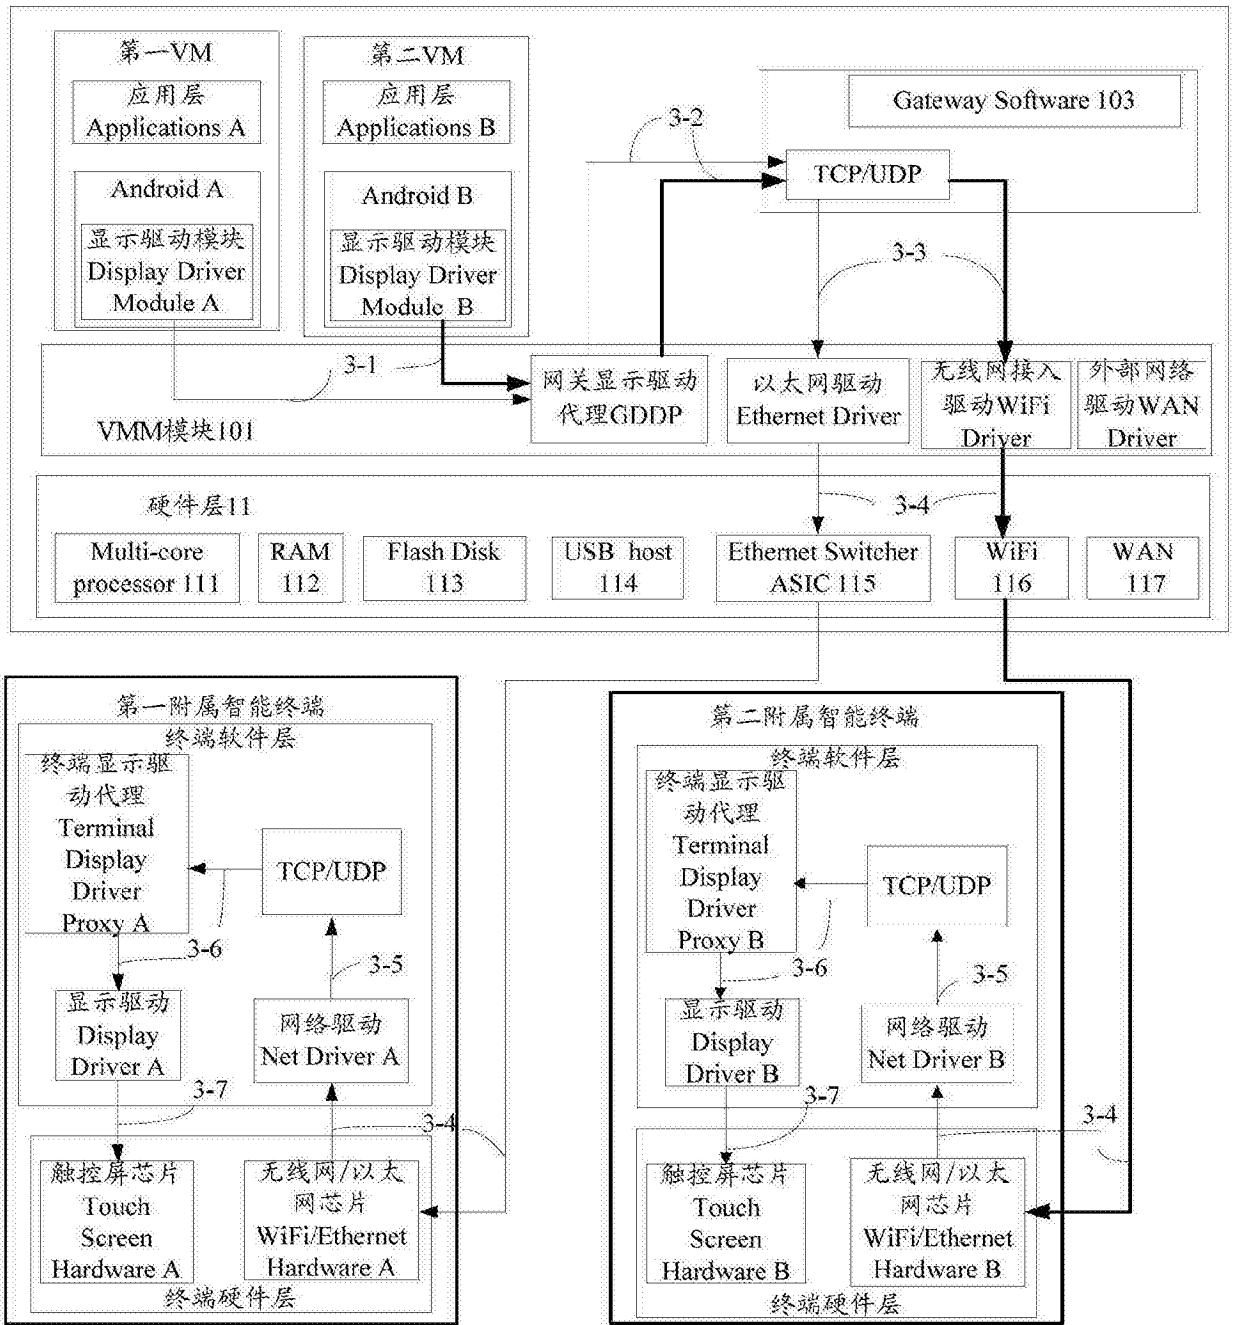 第一VM
应用层
Applications A
Android A
显示驱动模块
Display Driver
Module A
第二VM
应用层
Applications B
Android B
显示驱动模块
Display Driver
Module B
Gateway Software 103
3-2
TCP/UDP
3-3
3-1
VMM模块101
网关显示驱动
代理GDDP
以太网驱动
Ethernet Driver
无线网接入
驱动WiFi
Driver
外部网络
驱动WAN
Driver
3-4
硬件层11
Multi-core
processor 111
RAM
112
Flash Disk
113
USB host
114
Ethernet Switcher
ASIC 115
WiFi
116
WAN
117
第一附属智能终端
终端软件层
终端显示驱
动代理
Terminal
Display
Driver
Proxy A
TCP/UDP
3-6
3-5
显示驱动
Display
Driver A
网络驱动
Net Driver A
3-7
3-4
触控屏芯片
Touch
Screen
Hardware A
无线网/以太
网芯片
WiFi/Ethernet
Hardware A
终端硬件层
第二附属智能终端
终端软件层
终端显示驱
动代理
Terminal
Display
Driver
Proxy B
TCP/UDP
3-6
3-5
显示驱动
Display
Driver B
网络驱动
Net Driver B
3-7
3-4
触控屏芯片
Touch
Screen
Hardware B
无线网/以太
网芯片
WiFi/Ethernet
Hardware B
终端硬件层